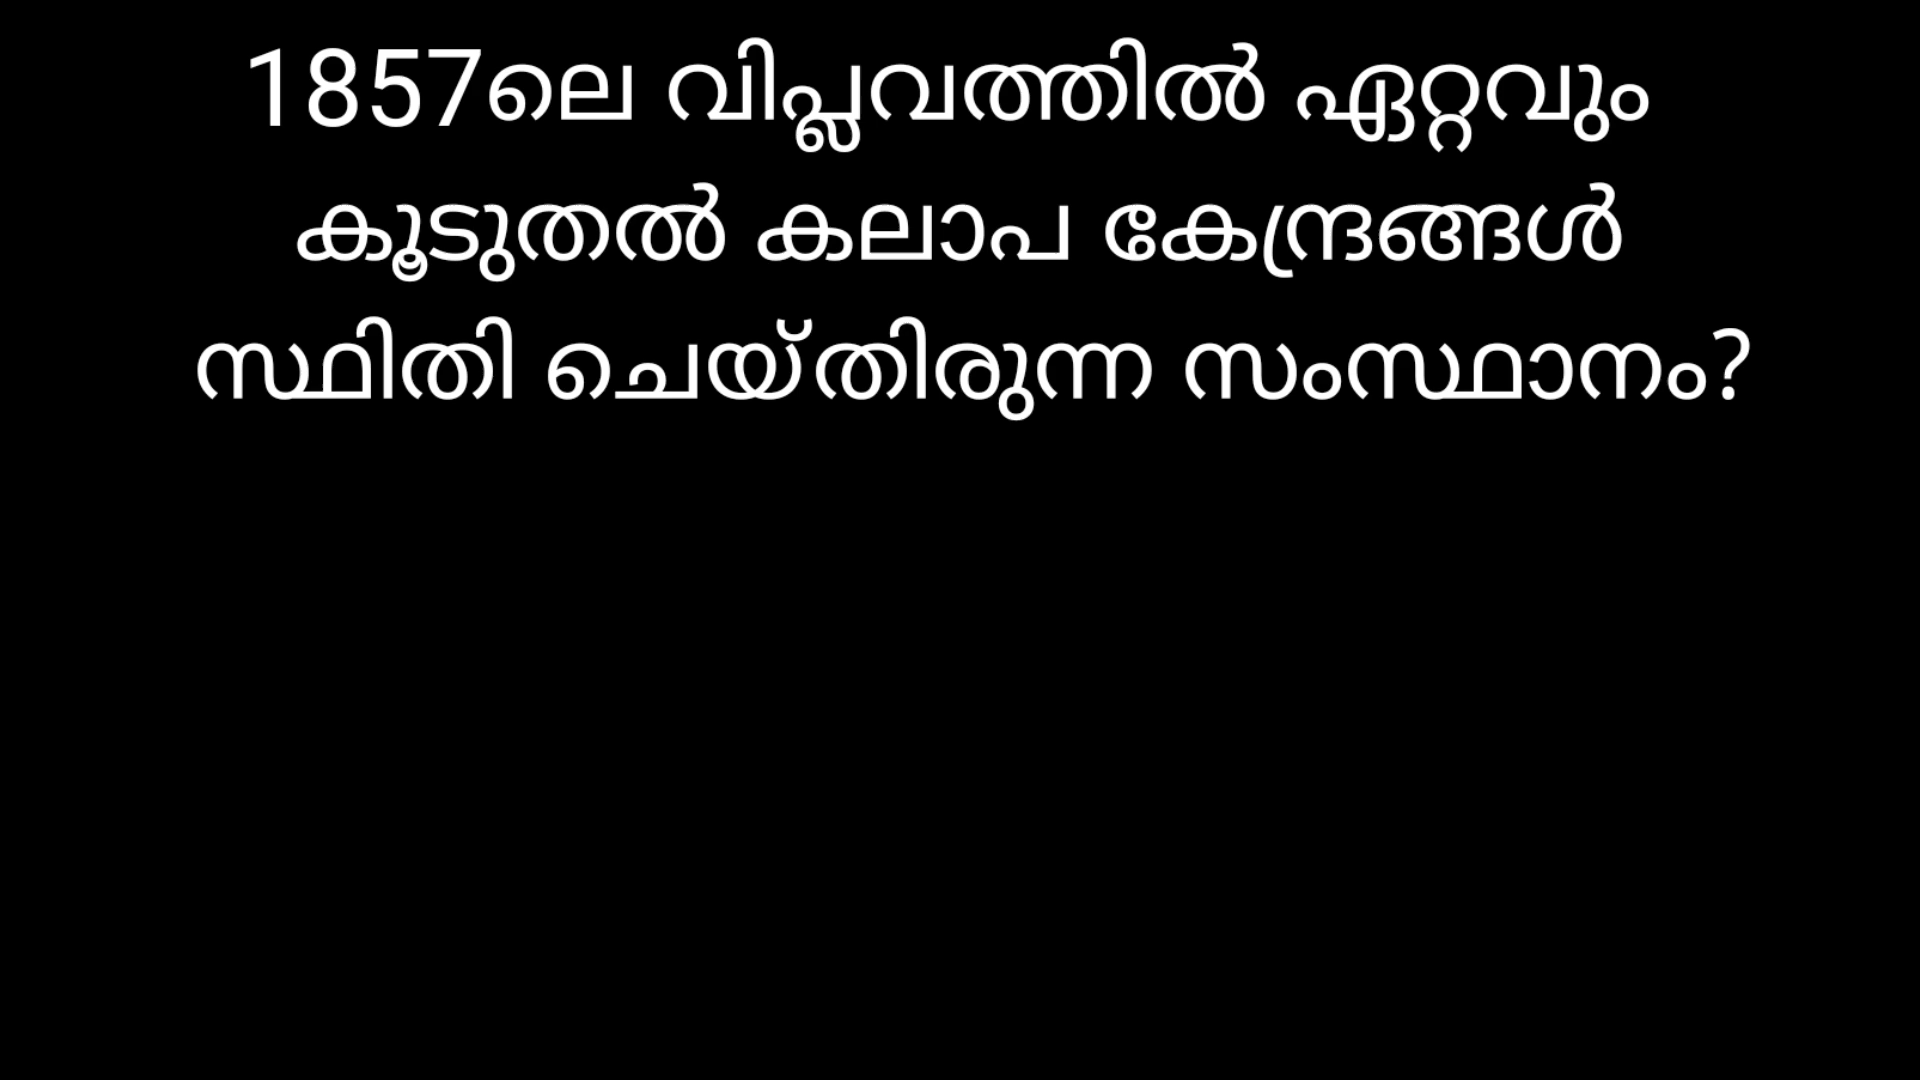 1857ലെ വിപ്ലവത്തിൽ ഏറ്റവും
കൂടുതൽ കലാപ കേന്ദ്രങ്ങൾ
സ്ഥിതി ചെയ്തിരുന്ന സംസ്ഥാനം?